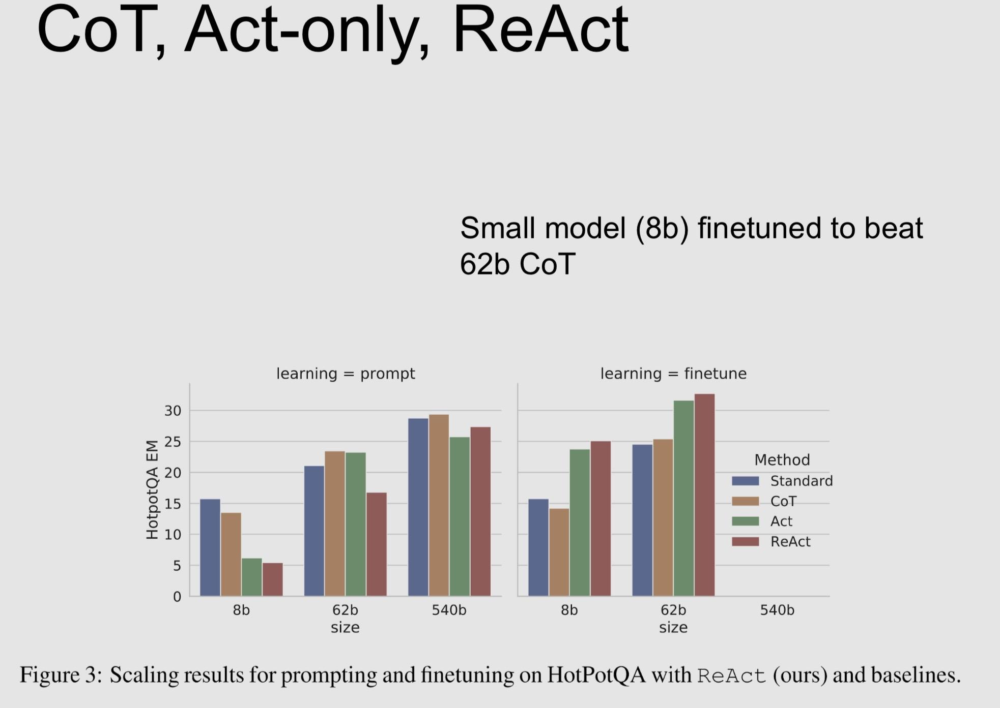 CoT, Act-only, ReAct
Small model (8b) finetuned to beat
62b CoT
learning = prompt
learning = finetune
HotpotQA EM
30
25
20
15
10
5
0
8b
62b
540b
size
8b
62b
540b
size
Method
Standard
CoT
Act
ReAct
Figure 3: Scaling results for prompting and finetuning on HotPotQA with ReAct (ours) and baselines.